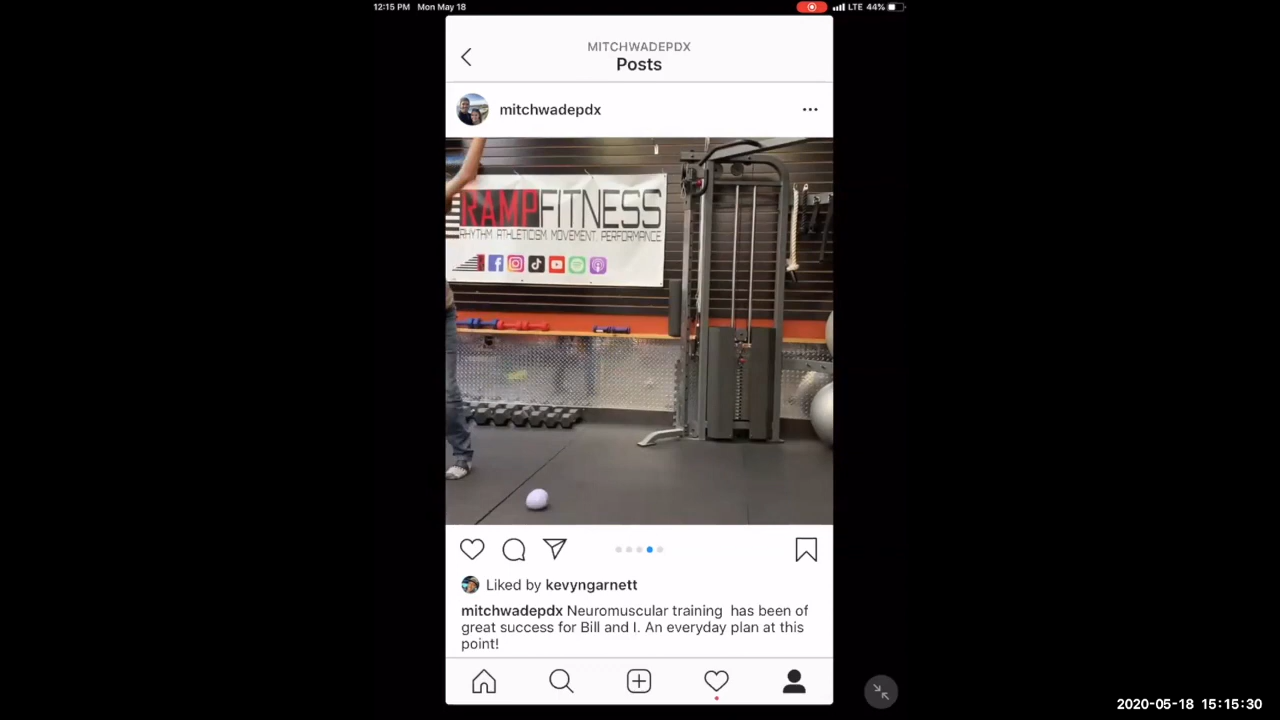 12:15 PM Mon May 18
LTE 44%
MITCHWADEPDX
Posts
mitchwadepdx
RAMPFITNESS
RHYTHM. ATHLETICISM. MOVEMENT. PERFORMANCE
Liked by kevyngarnett
mitchwadepdx Neuromuscular training has been of
great success for Bill and I. An everyday plan at this
point!
2020-05-18 15:15:30